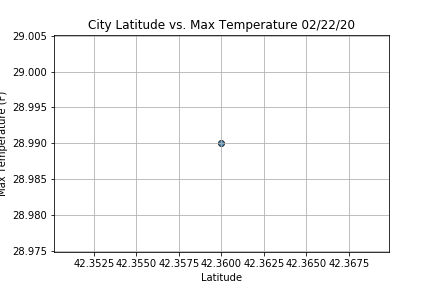 City Latitude vs. Max Temperature 02/22/20
29.005
29.000
28.995
28.990
28.985
28.980
28.975
Max Temperature (F)
42.3525 42.3550 42.3575 42.3600 42.3625 42.3650 42.3675
Latitude